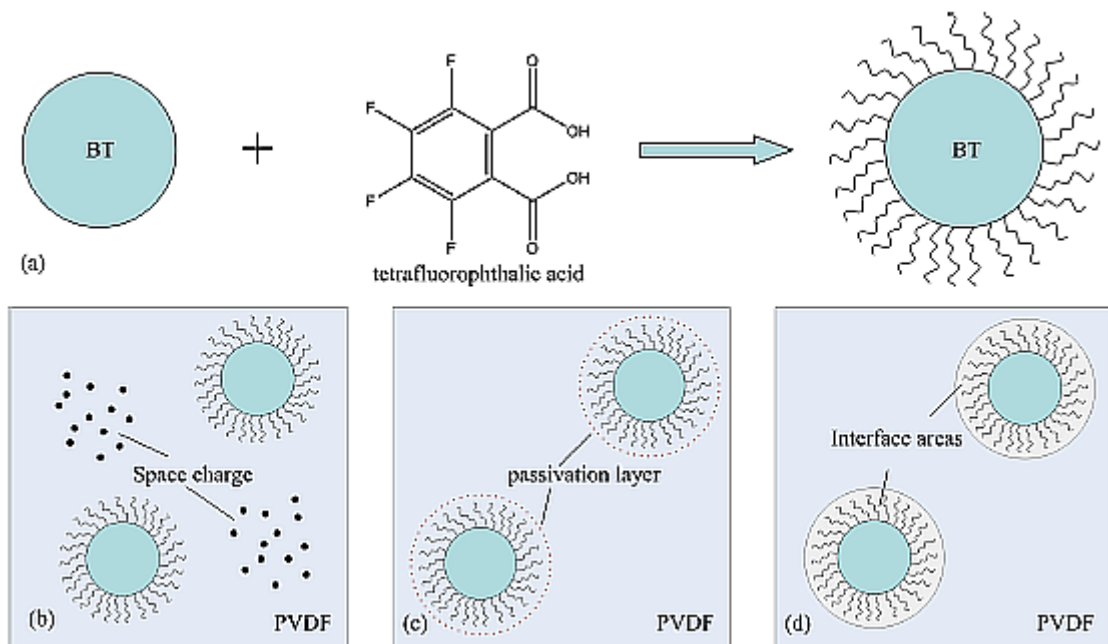 BT
+
F
F
F
F
O
OH
OH
O
BT
(a)
tetrafluorophthalic acid
Space charge
(b)
PVDF
passivation layer
(c)
PVDF
Interface areas
(d)
PVDF